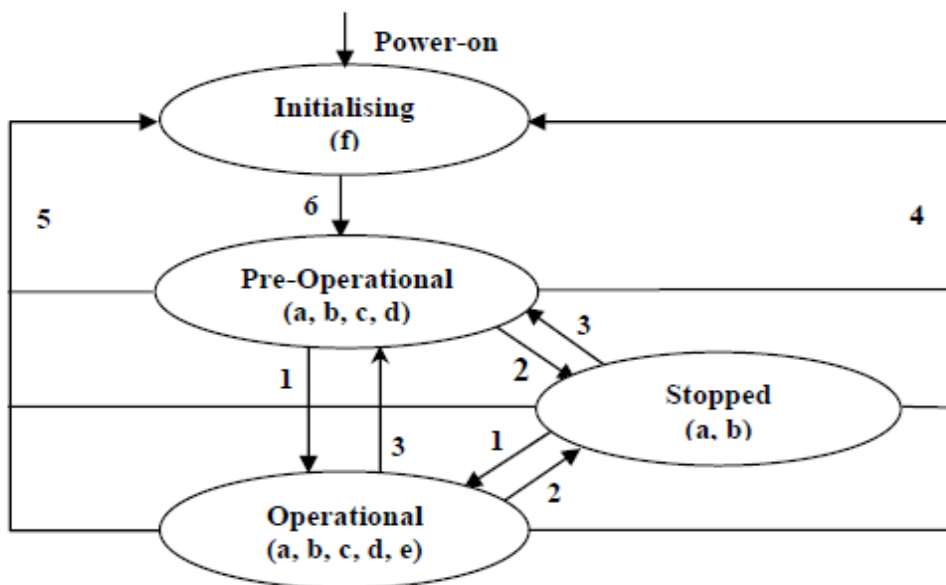 Power-on
Initialising
(f)
5
6
4
Pre-Operational
(a, b, c, d)
3
2
1
Stopped
(a, b)
1
3
2
Operational
(a, b, c, d, e)